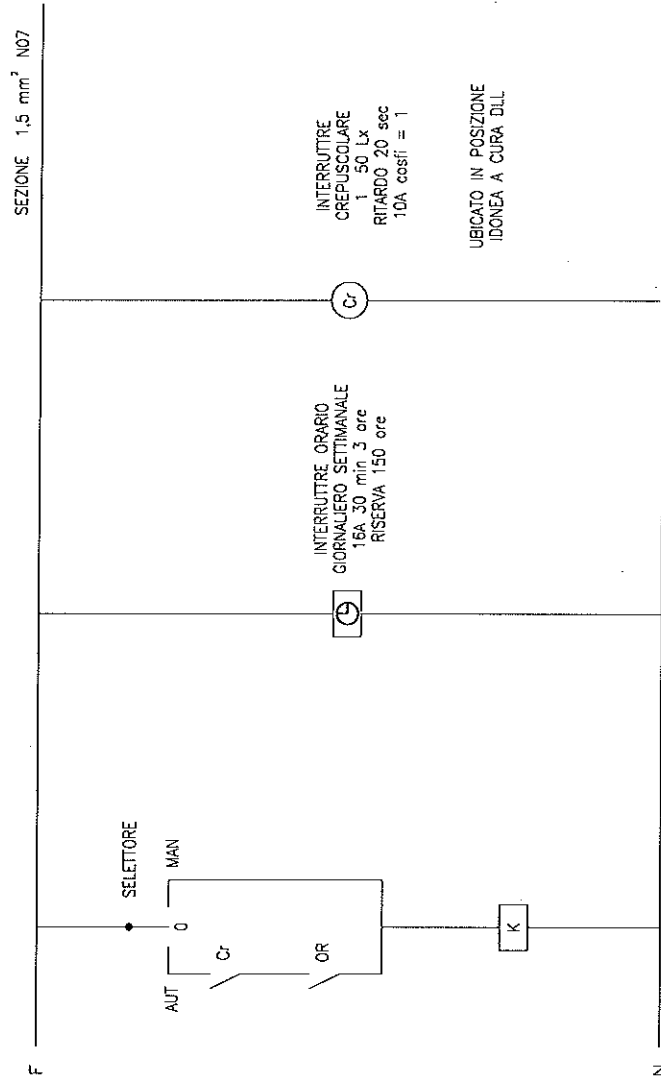 SEZIONE 1,5 mm² N07
F
SELETTORE
AUT
0
MAN
Cr
OR
K
N
INTERRUTTRE ORARIO
GIORNALIERO SETTIMANALE
16A 30 min 3 ore
RISERVA 150 ore
INTERRUTTRE
CREPUSCOLARE
1 50 Lx
RITARDO 20 sec
10A cosfi = 1
Cr
UBICATO IN POSIZIONE
IDONEA A CURA DLL